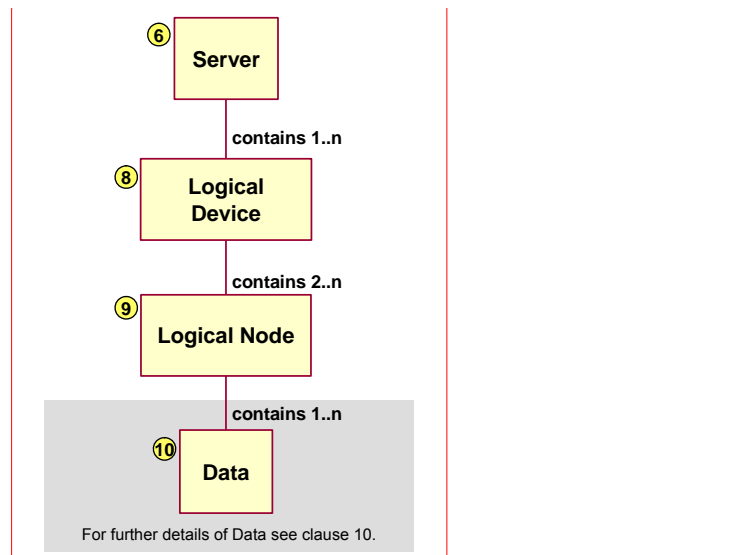 6
Server
contains 1..n
8
Logical
Device
contains 2..n
9
Logical Node
contains 1..n
10
Data
For further details of Data see clause 10.